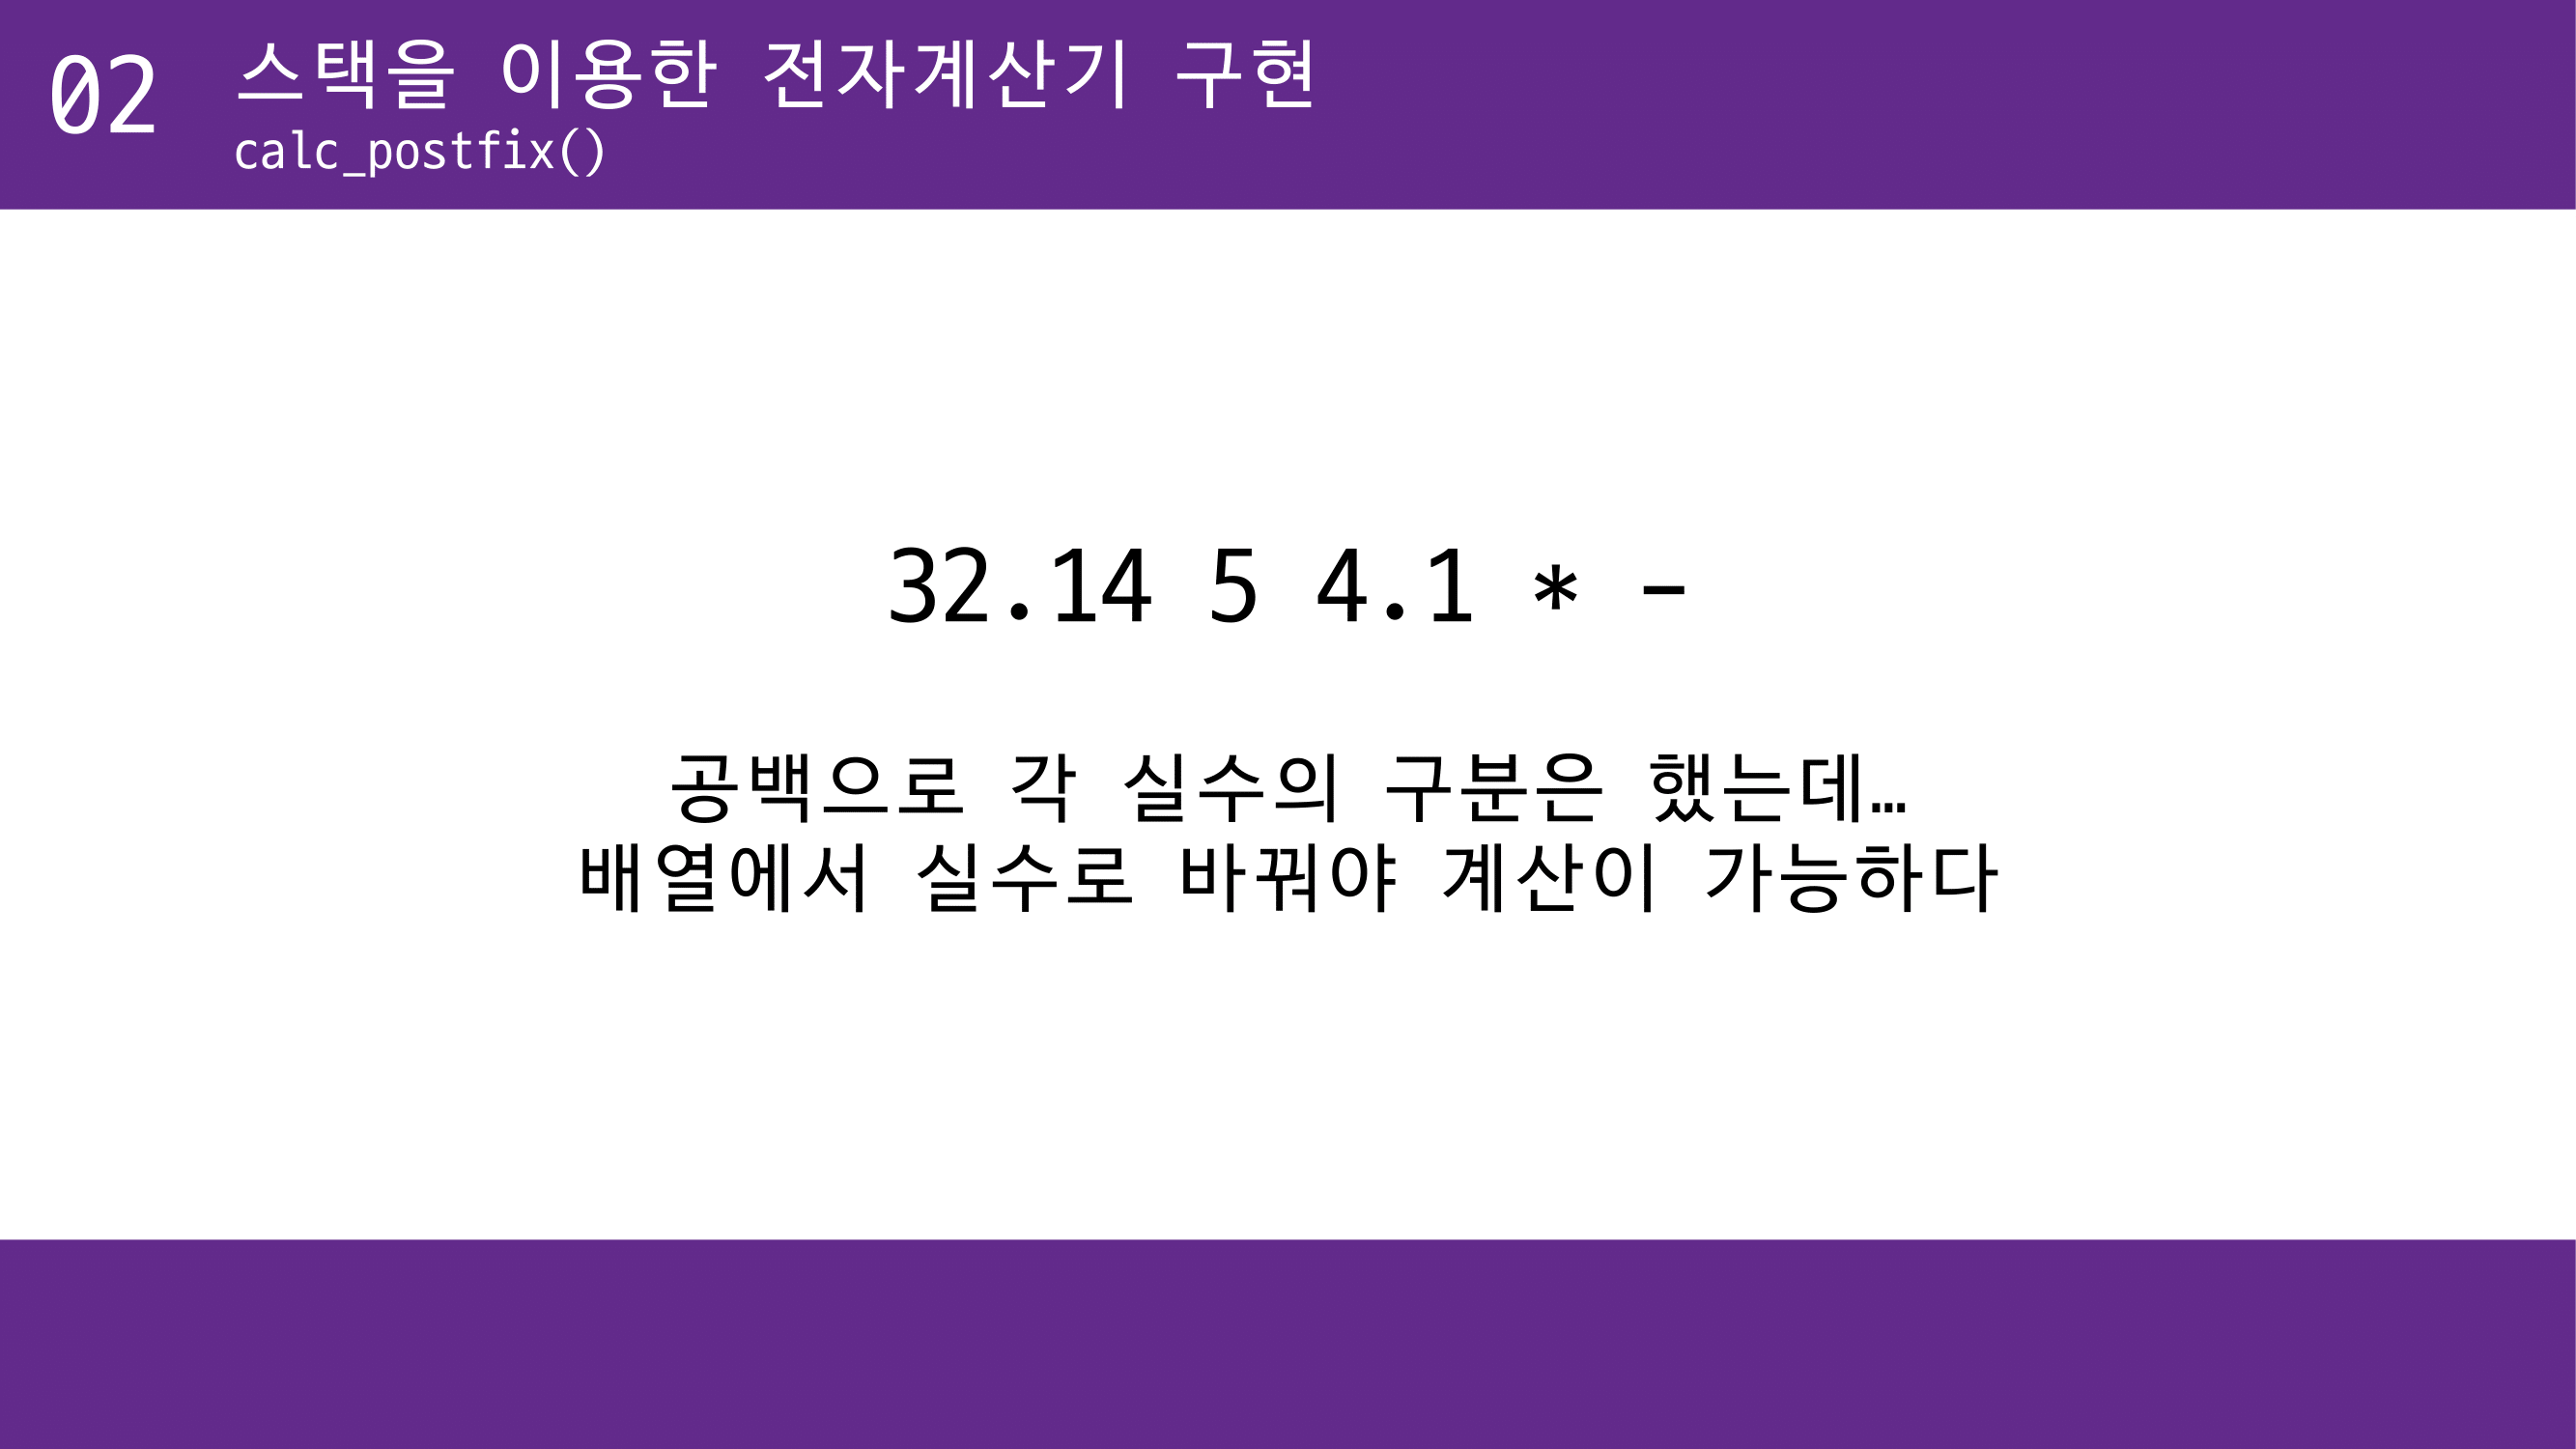 02
스택을 이용한 전자계산기 구현
calc_postfix()
32.14 5 4.1 * -
공백으로 각 실수의 구분은 했는데…
배열에서 실수로 바꿔야 계산이 가능하다